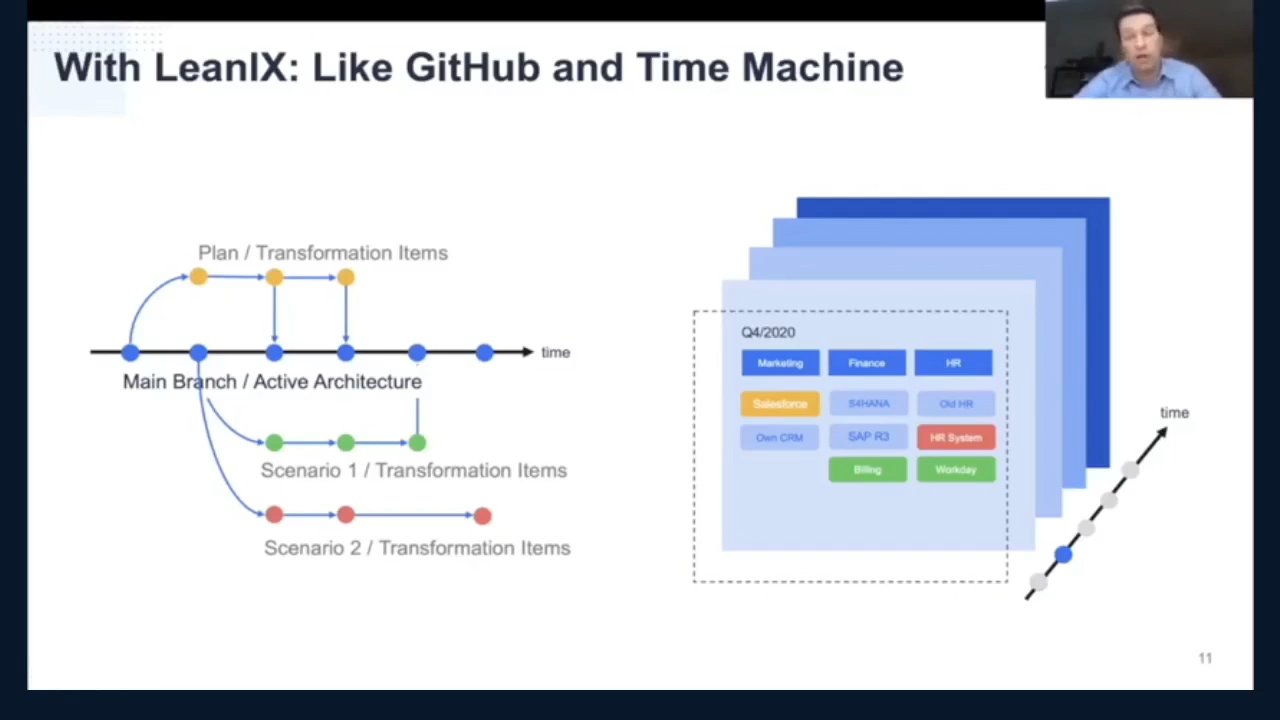 With LeanIX: Like GitHub and Time Machine
Plan / Transformation Items
time
Main Branch / Active Architecture
Scenario 1 / Transformation Items
Scenario 2 / Transformation Items
Q4/2020
Marketing Finance HR
Salesforce S4HANA Old HR
Own CRM SAP R3 HR System
Billing Workday
time
11